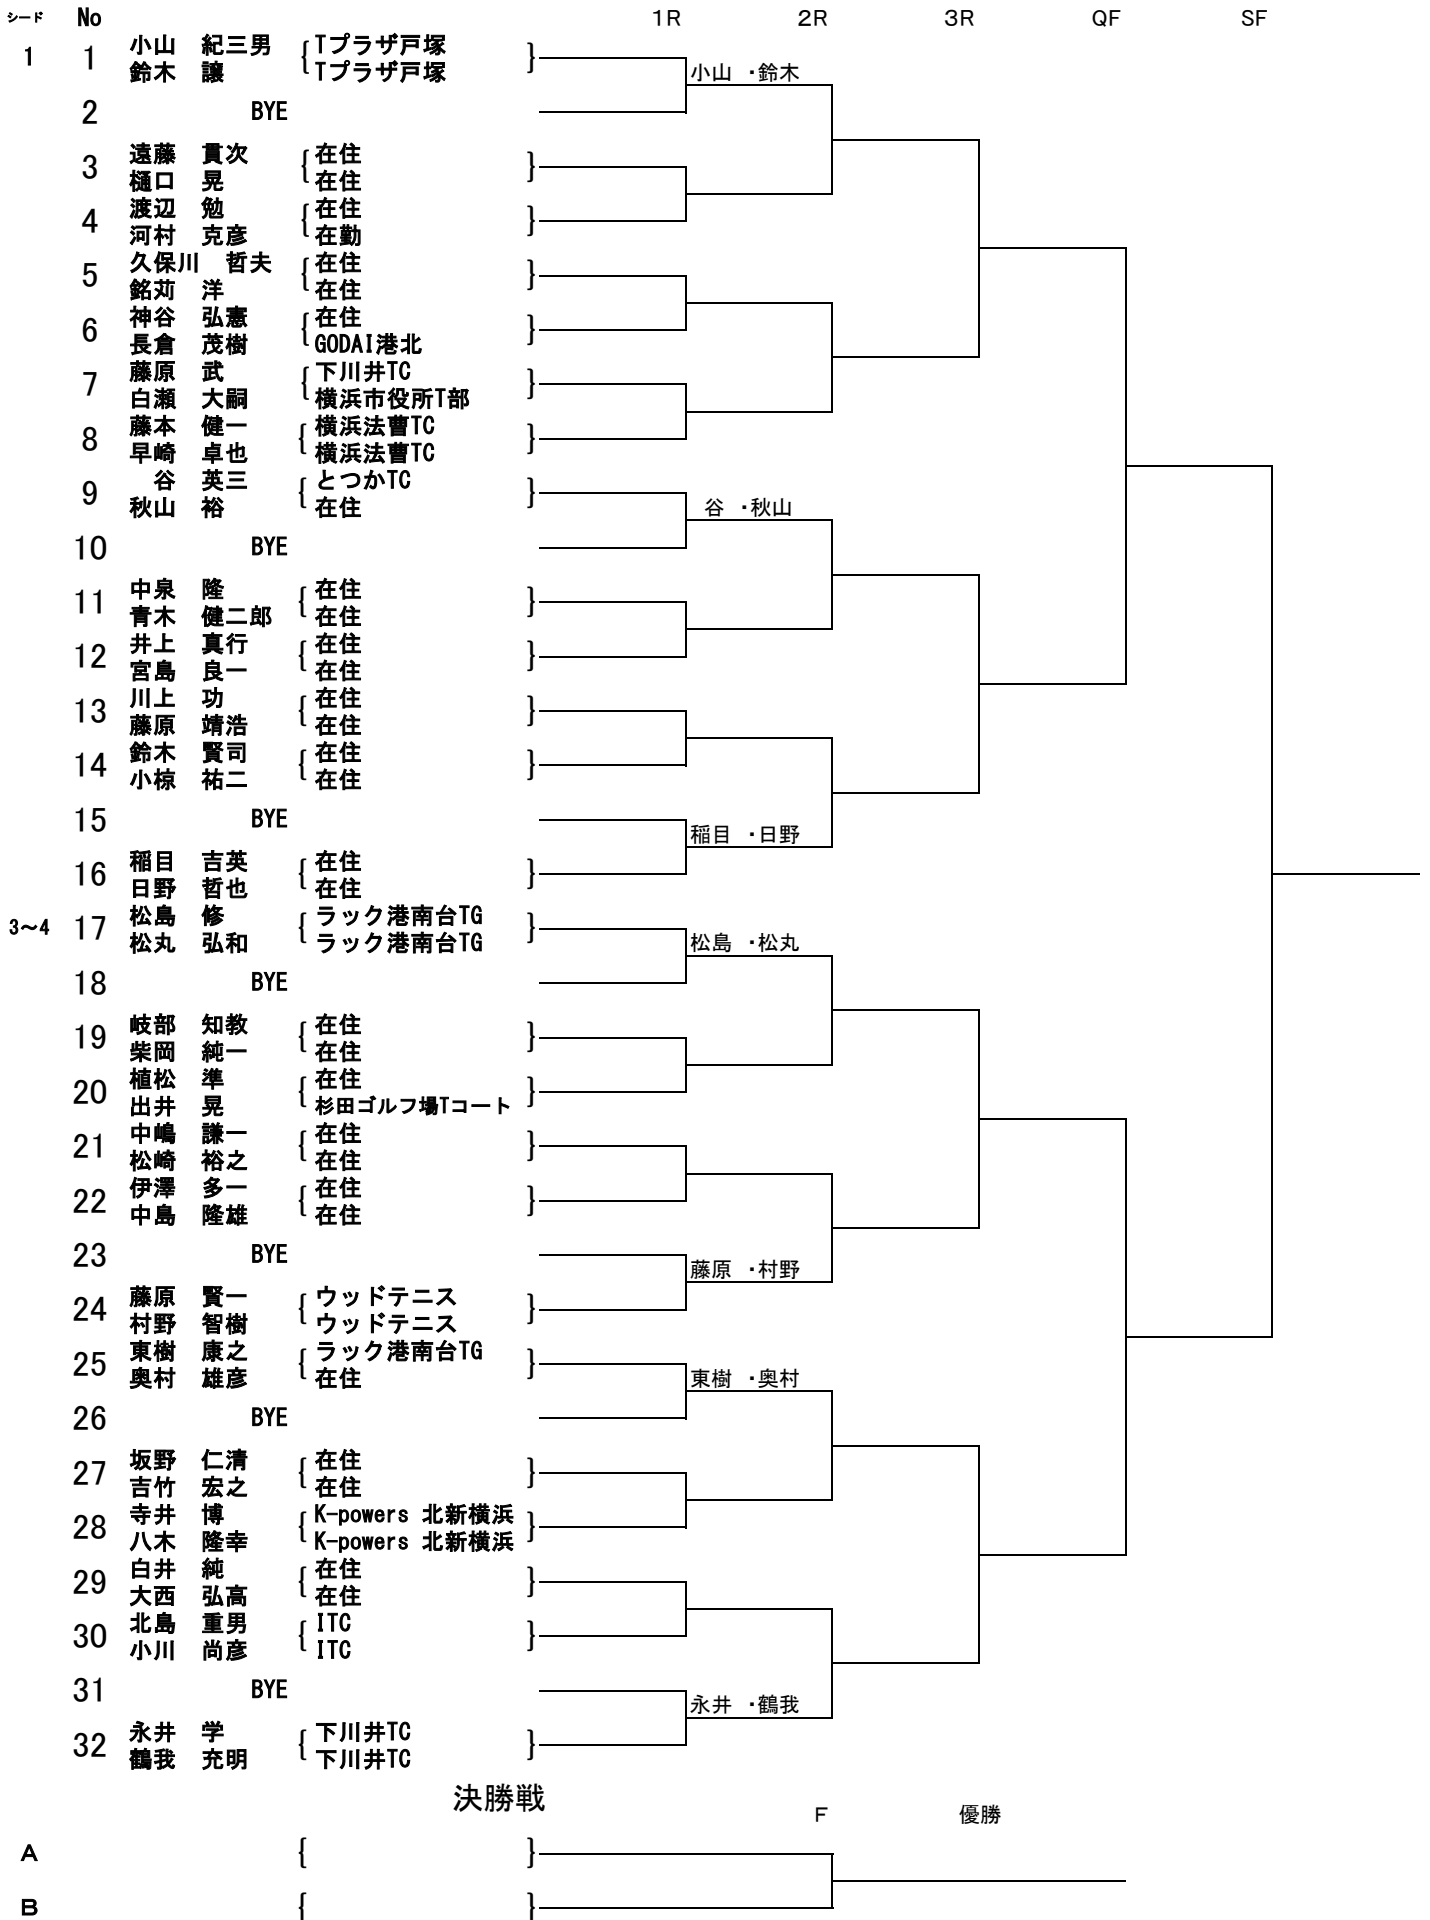 シード No 1R 2R 3R QF SF
1 1 小山 紀三男 { Tプラザ戸塚 }
鈴木 譲 Tプラザ戸塚
小山 ・鈴木
2 BYE
3 遠藤 貫次 { 在住 }
樋口 晃 在住
4 渡辺 勉 { 在住 }
河村 克彦 在勤
5 久保川 哲夫 { 在住 }
銘苅 洋 在住
6 神谷 弘憲 { 在住 }
長倉 茂樹 GODAI港北
7 藤原 武 { 下川井TC }
白瀬 大嗣 横浜市役所T部
8 藤本 健一 { 横浜法曹TC }
早崎 卓也 横浜法曹TC
9 谷 英三 { とつかTC }
秋山 裕 在住
谷 ・秋山
10 BYE
11 中泉 隆 { 在住 }
青木 健二郎 在住
12 井上 真行 { 在住 }
宮島 良一 在住
13 川上 功 { 在住 }
藤原 靖浩 在住
14 鈴木 賢司 { 在住 }
小椋 祐二 在住
15 BYE
稲目 ・日野
16 稲目 吉英 { 在住 }
日野 哲也 在住
3～4 17 松島 修 { ラック港南台TG }
松丸 弘和 ラック港南台TG
松島 ・松丸
18 BYE
19 岐部 知教 { 在住 }
柴岡 純一 在住
20 植松 準 { 在住 }
出井 晃 杉田ゴルフ場Tコート
21 中嶋 謙一 { 在住 }
松崎 裕之 在住
22 伊澤 多一 { 在住 }
中島 隆雄 在住
23 BYE
藤原 ・村野
24 藤原 賢一 { ウッドテニス }
村野 智樹 ウッドテニス
25 東樹 康之 { ラック港南台TG }
奥村 雄彦 在住
東樹 ・奥村
26 BYE
27 坂野 仁清 { 在住 }
吉竹 宏之 在住
28 寺井 博 { K-powers 北新横浜 }
八木 隆幸 K-powers 北新横浜
29 白井 純 { 在住 }
大西 弘高 在住
30 北島 重男 { ITC }
小川 尚彦 ITC
31 BYE
永井 ・鶴我
32 永井 学 { 下川井TC }
鶴我 充明 下川井TC
決勝戦
F 優勝
A { }
B { }